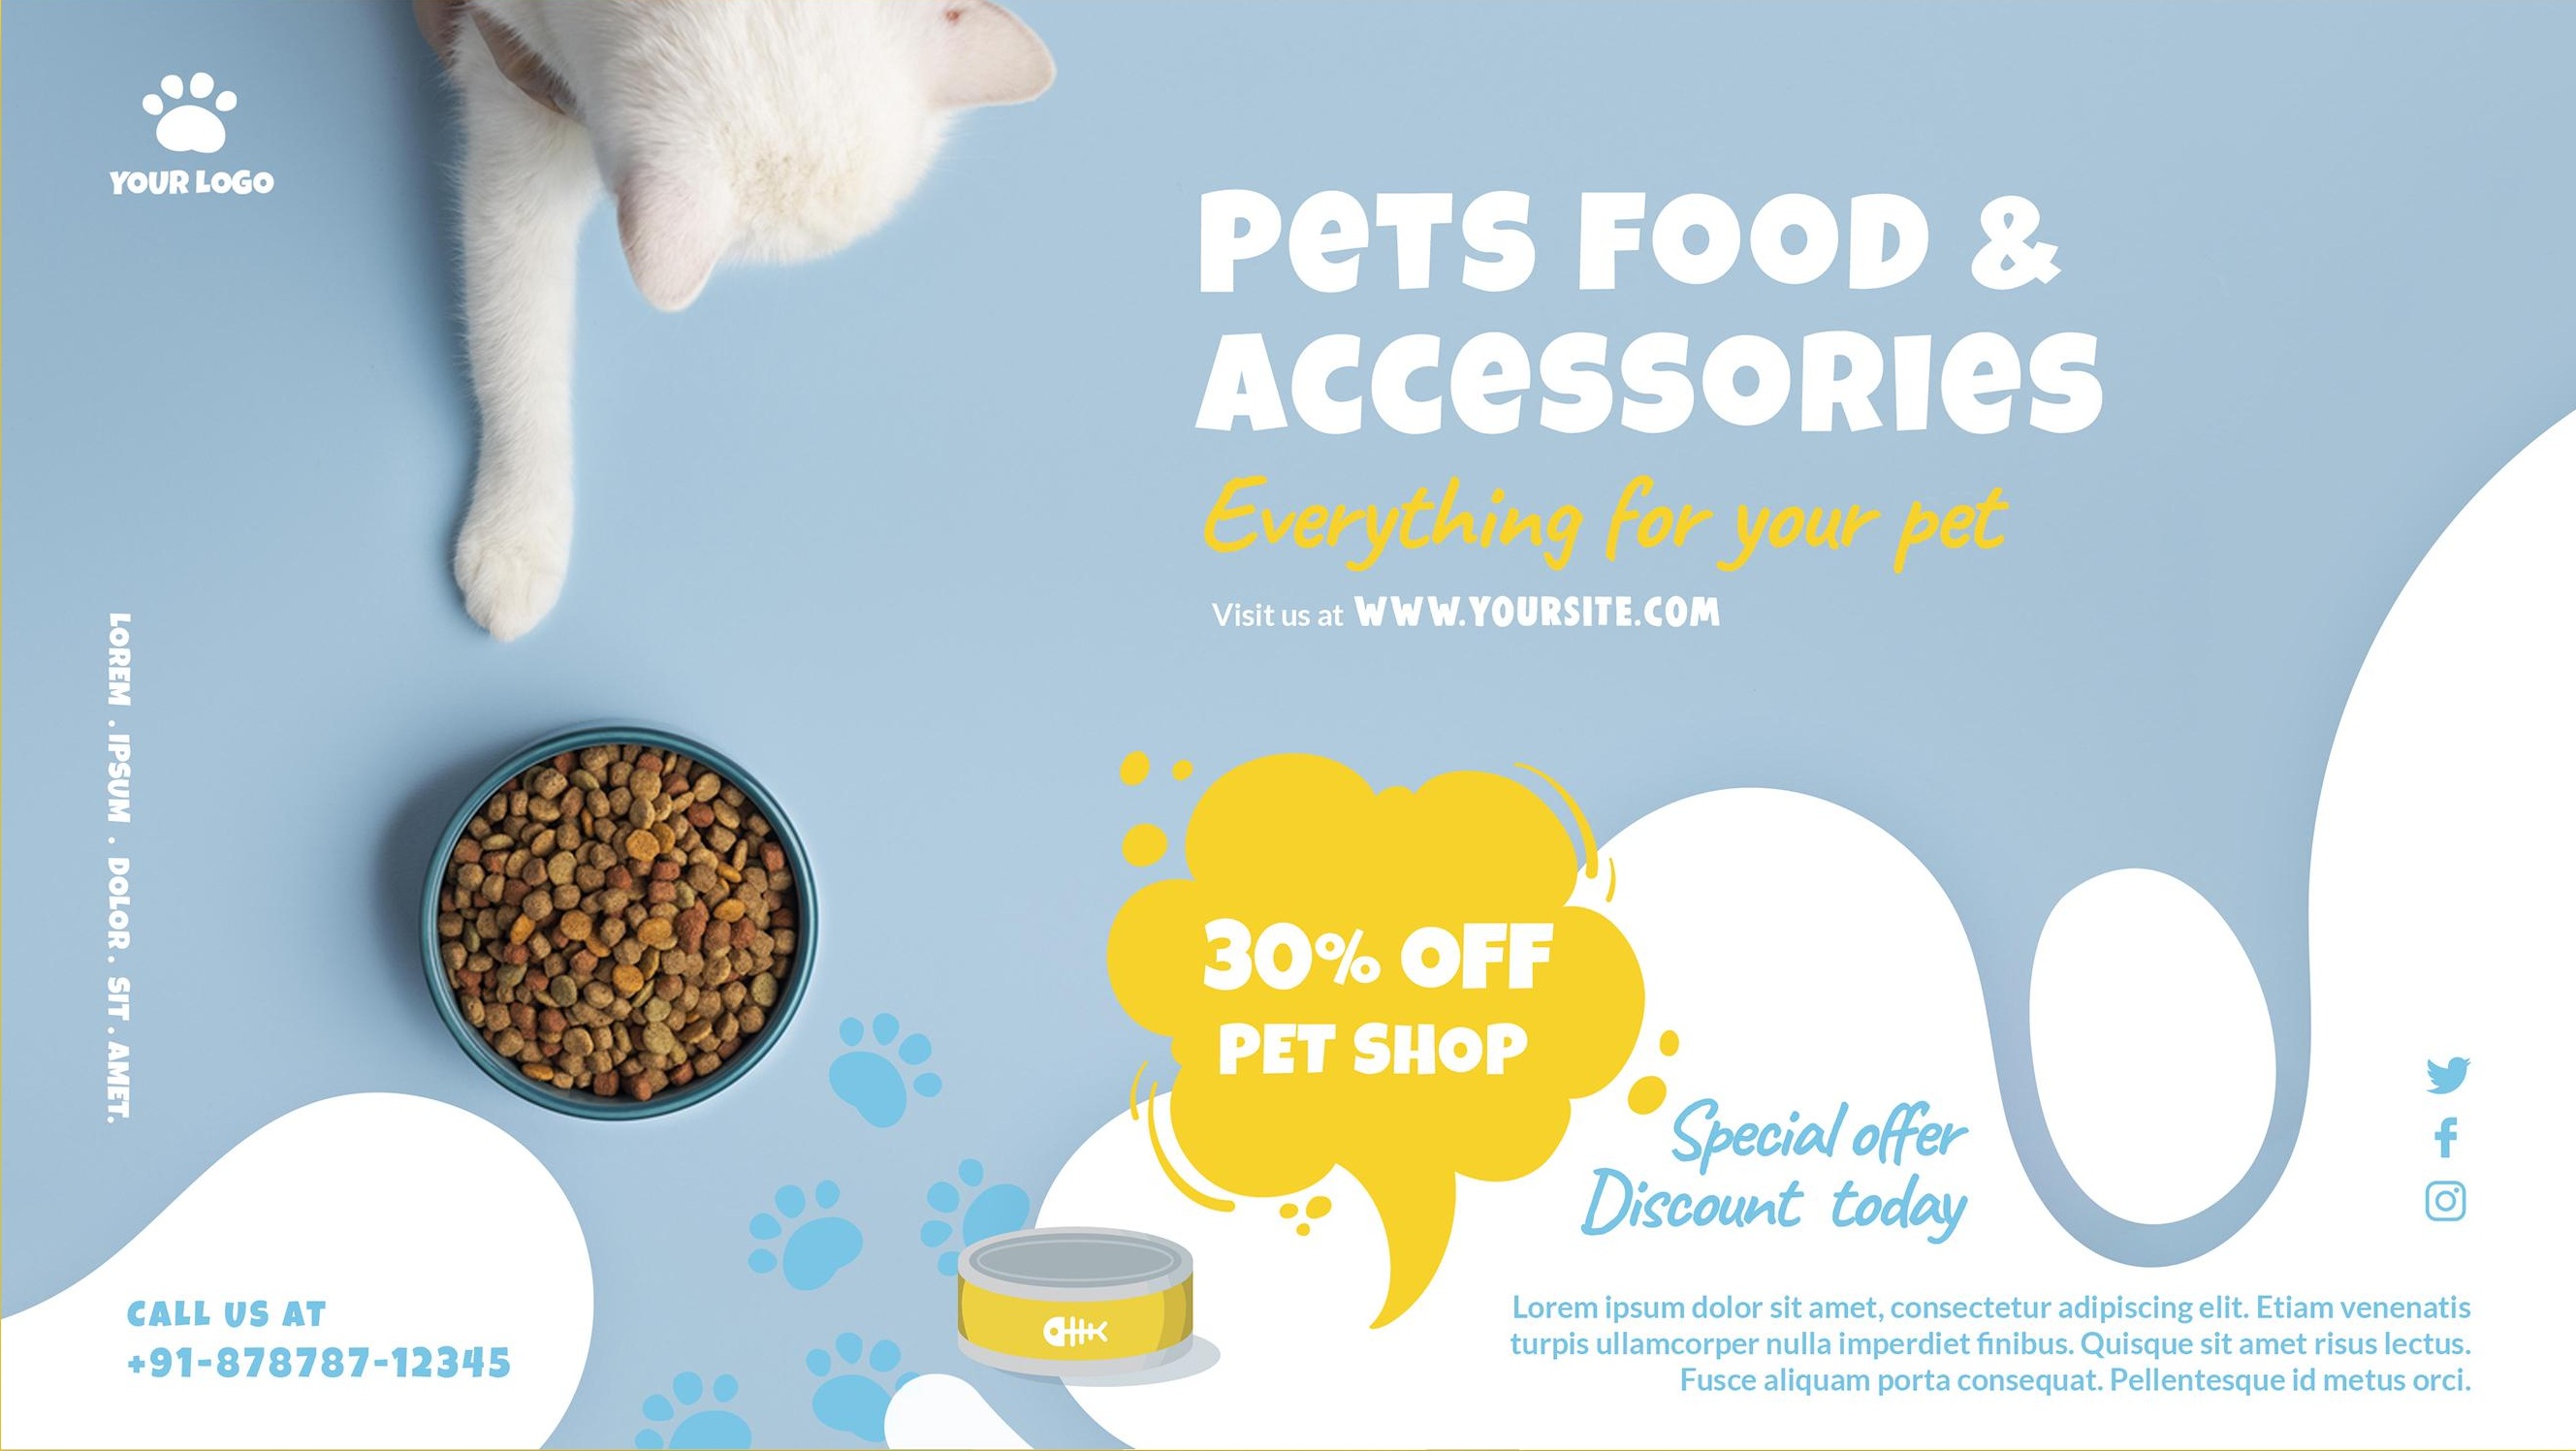 YOUR LOGO
PeTS FOOD &
ACCeSSORIeS
Everything for your pet
Visit us at WWW.YOURSITE.COM
LOREM . IPSUM . DOLOR . SIT . AMET.
30% OFF
PET SHOP
Special offer
Discount today
CALL US AT
+91-878787-12345
Lorem ipsum dolor sit amet, consectetur adipiscing elit. Etiam venenatis
turpis ullamcorper nulla imperdiet finibus. Quisque sit amet risus lectus.
Fusce aliquam porta consequat. Pellentesque id metus orci.